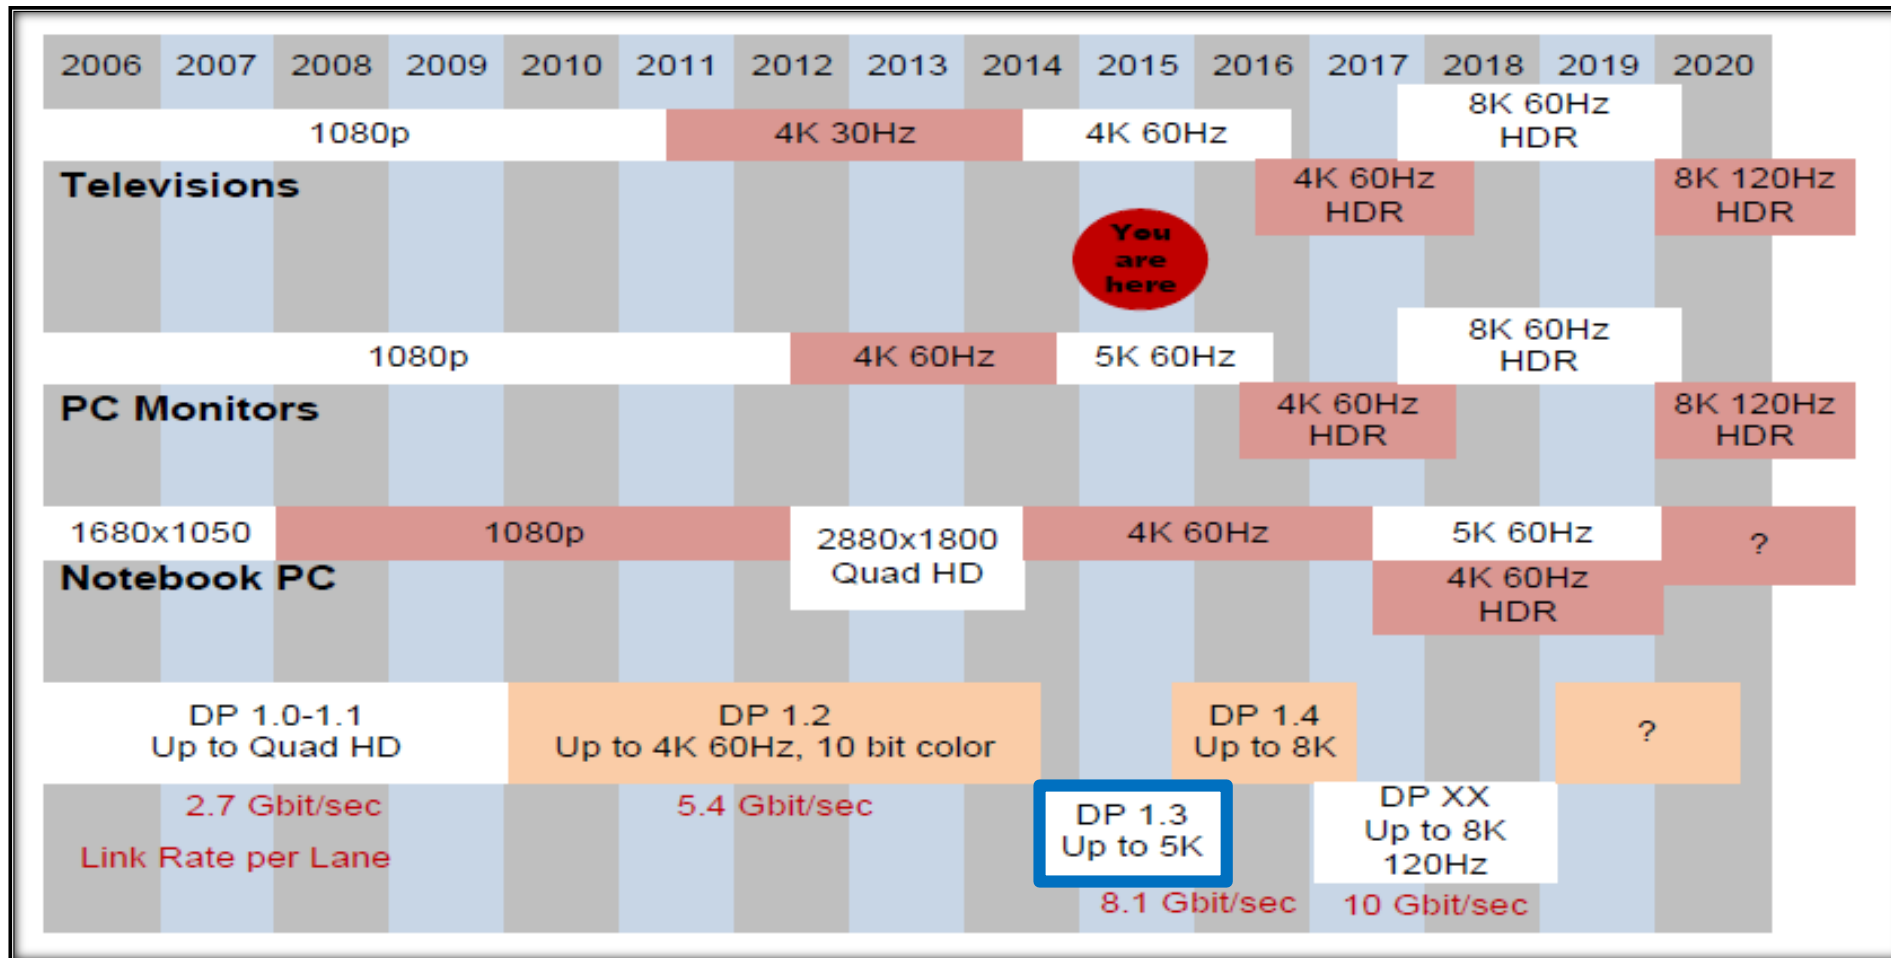 2006 2007 2008 2009 2010 2011 2012 2013 2014 2015 2016 2017 2018 2019 2020
1080p
4K 30Hz
4K 60Hz
8K 60Hz
HDR
Televisions
4K 60Hz
HDR
8K 120Hz
HDR
You
are
here
1080p
4K 60Hz
5K 60Hz
8K 60Hz
HDR
PC Monitors
4K 60Hz
HDR
8K 120Hz
HDR
1680x1050
1080p
2880x1800
Quad HD
4K 60Hz
5K 60Hz
?
Notebook PC
4K 60Hz
HDR
DP 1.0-1.1
Up to Quad HD
DP 1.2
Up to 4K 60Hz, 10 bit color
DP 1.4
Up to 8K
?
2.7 Gbit/sec
5.4 Gbit/sec
DP 1.3
Up to 5K
DP XX
Up to 8K
120Hz
Link Rate per Lane
8.1 Gbit/sec
10 Gbit/sec